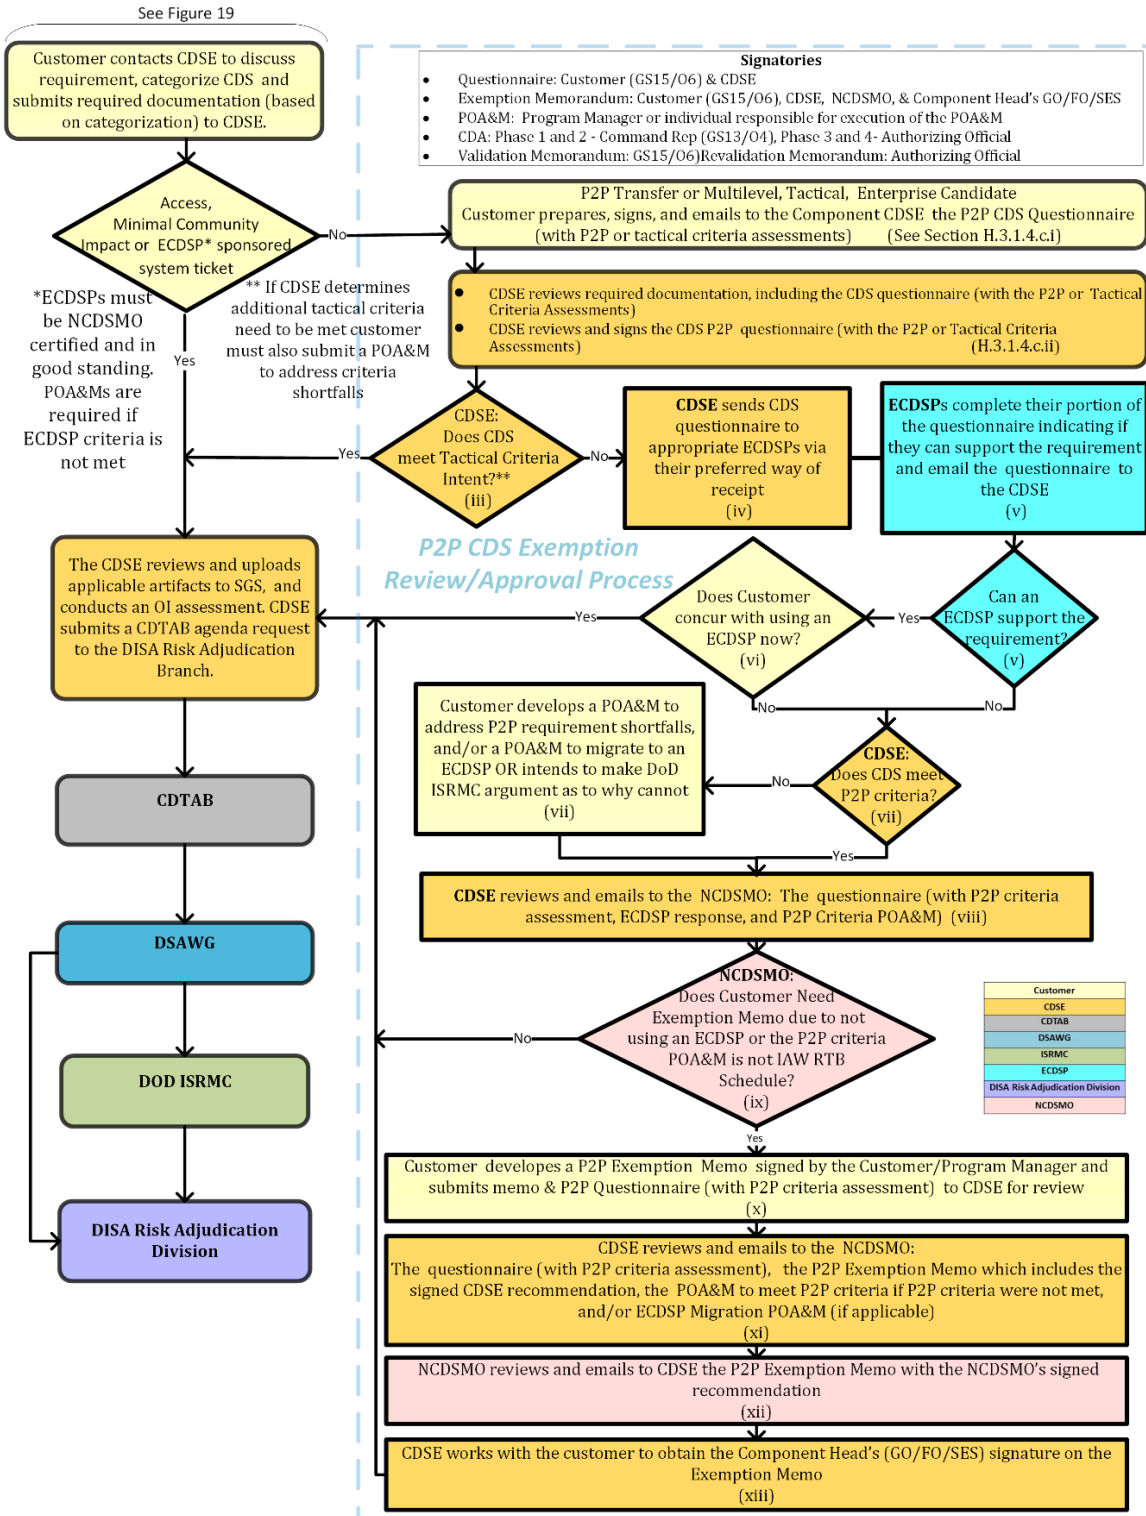 See Figure 19
Customer contacts CDSE to discuss
requirement, categorize CDS and
submits required documentation (based
on categorization) to CDSE.
Signatories
• Questionnaire: Customer (GS15/O6) & CDSE
• Exemption Memorandum: Customer (GS15/O6), CDSE, NCDSMO, & Component Head's GO/FO/SES
• POA&M: Program Manager or individual responsible for execution of the POA&M
• CDA: Phase 1 and 2 - Command Rep (GS13/O4), Phase 3 and 4- Authorizing Official
• Validation Memorandum: GS15/O6)Revalidation Memorandum: Authorizing Official
Access,
Minimal Community
Impact or ECDSP* sponsored
system ticket
No
Yes
*ECDSPs must
be NCDSMO
certified and in
good standing.
POA&Ms are
required if
ECDSP criteria is
not met
** If CDSE determines
additional tactical criteria
need to be met customer
must also submit a POA&M
to address criteria
shortfalls
P2P Transfer or Multilevel, Tactical, Enterprise Candidate
Customer prepares, signs, and emails to the Component CDSE the P2P CDS Questionnaire
(with P2P or tactical criteria assessments) (See Section H.3.1.4.c.i)
• CDSE reviews required documentation, including the CDS questionnaire (with the P2P or Tactical
Criteria Assessments)
• CDSE reviews and signs the CDS P2P questionnaire (with the P2P or Tactical Criteria
Assessments) (H.3.1.4.c.ii)
CDSE:
Does CDS
meet Tactical Criteria
Intent?**
(iii)
Yes
No
CDSE sends CDS
questionnaire to
appropriate ECDSPs via
their preferred way of
receipt
(iv)
ECDSPs complete their portion of
the questionnaire indicating if
they can support the requirement
and email the questionnaire to
the CDSE
(v)
P2P CDS Exemption
Review/Approval Process
The CDSE reviews and uploads
applicable artifacts to SGS, and
conducts an OI assessment. CDSE
submits a CDTAB agenda request
to the DISA Risk Adjudication
Branch.
Does Customer
concur with using an
ECDSP now?
(vi)
Yes
No
Can an
ECDSP support the
requirement?
(v)
Yes
No
Customer develops a POA&M to
address P2P requirement shortfalls,
and/or a POA&M to migrate to an
ECDSP OR intends to make DoD
ISRMC argument as to why cannot
(vii)
CDSE:
Does CDS meet
P2P criteria?
(vii)
No
Yes
CDTAB
CDSE reviews and emails to the NCDSMO: The questionnaire (with P2P criteria
assessment, ECDSP response, and P2P Criteria POA&M) (viii)
DSAWG
NCDSMO:
Does Customer Need
Exemption Memo due to not
using an ECDSP or the P2P criteria
POA&M is not IAW RTB
Schedule?
(ix)
No
Yes
Customer
CDSE
CDTAB
DSAWG
ISRMC
ECDSP
DISA Risk Adjudication Division
NCDSMO
DOD ISRMC
Customer developes a P2P Exemption Memo signed by the Customer/Program Manager and
submits memo & P2P Questionnaire (with P2P criteria assessment) to CDSE for review
(x)
DISA Risk Adjudication
Division
CDSE reviews and emails to the NCDSMO:
The questionnaire (with P2P criteria assessment), the P2P Exemption Memo which includes the
signed CDSE recommendation, the POA&M to meet P2P criteria if P2P criteria were not met,
and/or ECDSP Migration POA&M (if applicable)
(xi)
NCDSMO reviews and emails to CDSE the P2P Exemption Memo with the NCDSMO's signed
recommendation
(xii)
CDSE works with the customer to obtain the Component Head's (GO/FO/SES) signature on the
Exemption Memo
(xiii)